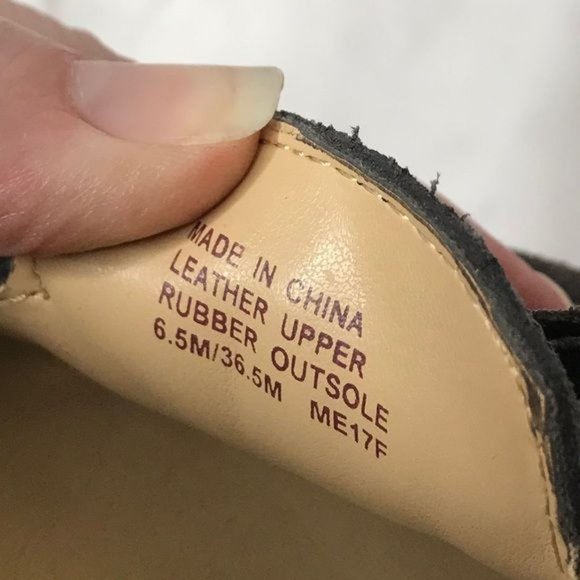 MADE IN CHINA
LEATHER UPPER
RUBBER OUTSOLE
6.5M/36.5M ME17F